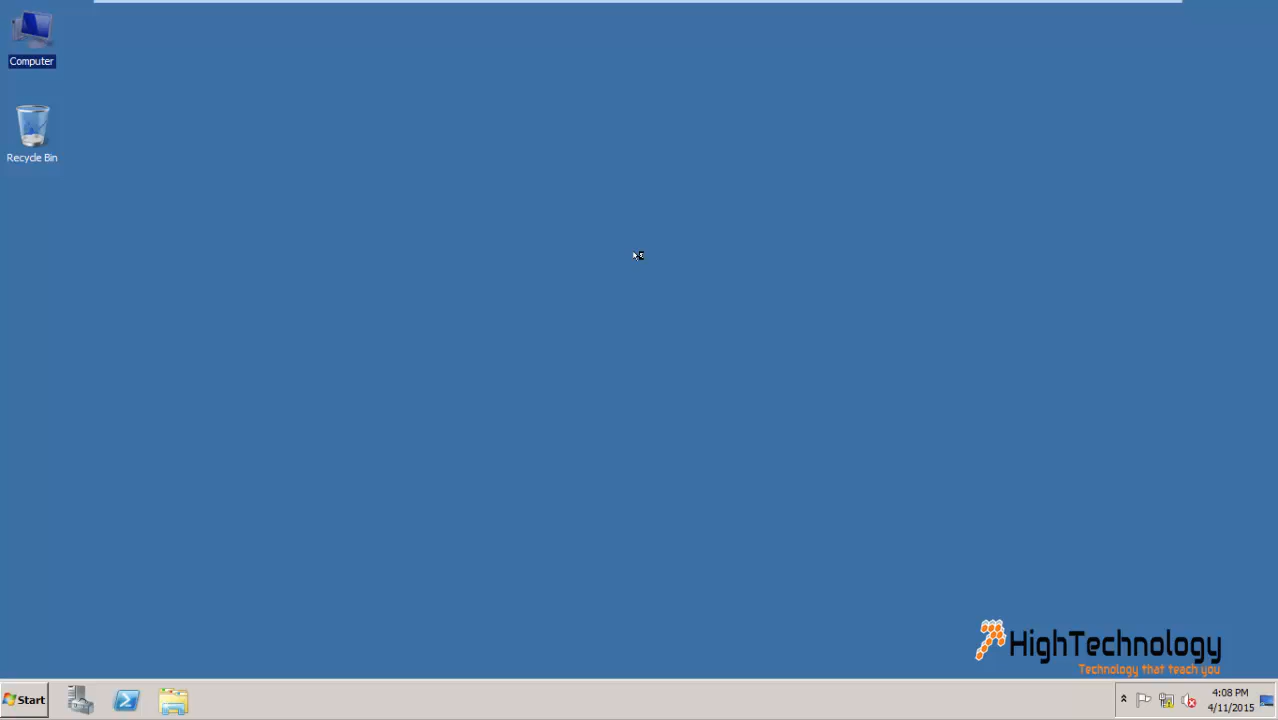 Computer
Recycle Bin
HighTechnology
Technology that teach you
Start
4:08 PM
4/11/2015